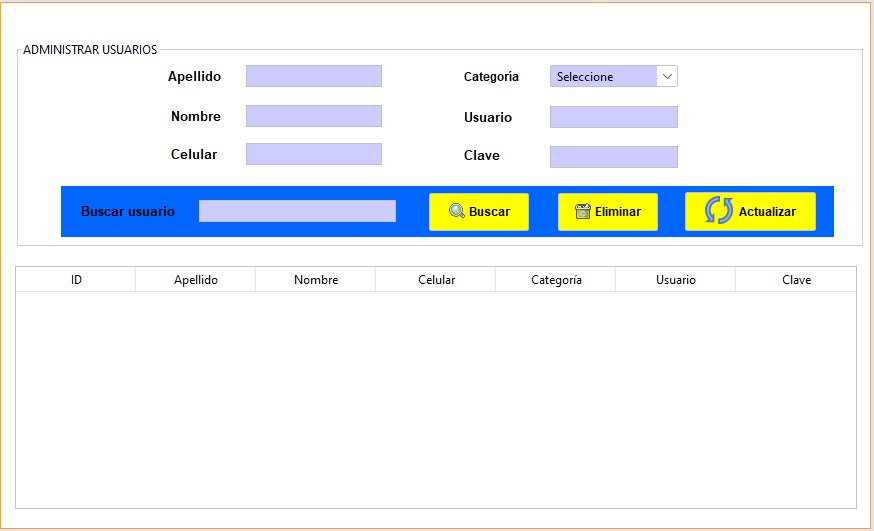 ADMINISTRAR USUARIOS
Apellido Categoría Seleccione
Nombre Usuario
Celular Clave
Buscar usuario Buscar Eliminar Actualizar
ID Apellido Nombre Celular Categoría Usuario Clave